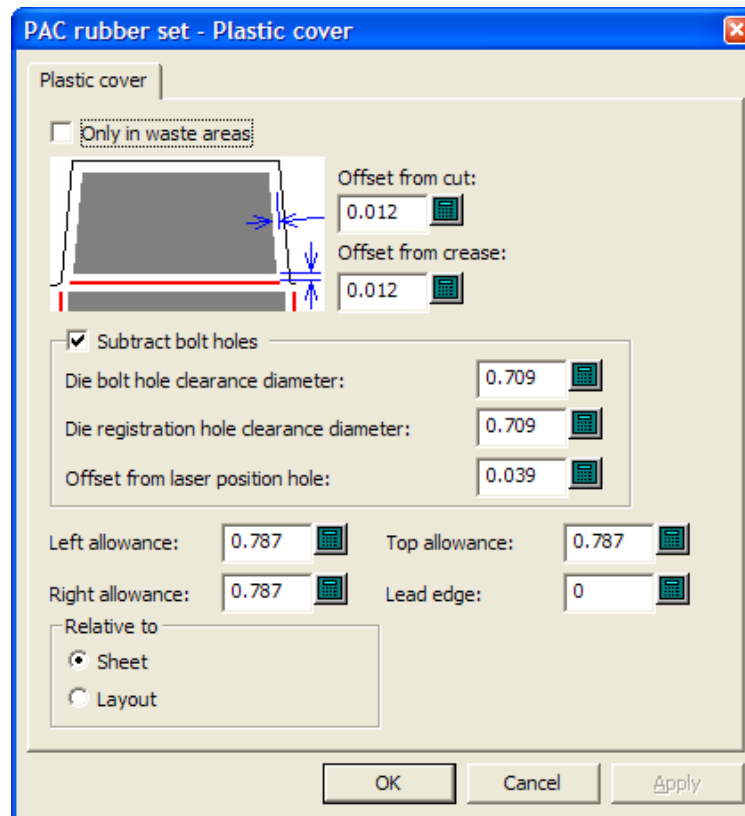 PAC rubber set - Plastic cover
Plastic cover
Only in waste areas
Offset from cut:
0.012
Offset from crease:
0.012
Subtract bolt holes
Die bolt hole clearance diameter: 0.709
Die registration hole clearance diameter: 0.709
Offset from laser position hole: 0.039
Left allowance: 0.787 Top allowance: 0.787
Right allowance: 0.787 Lead edge: 0
Relative to
Sheet
Layout
OK Cancel Apply